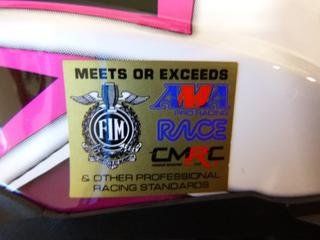 MEETS OR EXCEEDS
FIM
AMA
PRO RACING
RACE
CMRC
& OTHER PROFESSIONAL
RACING STANDARDS